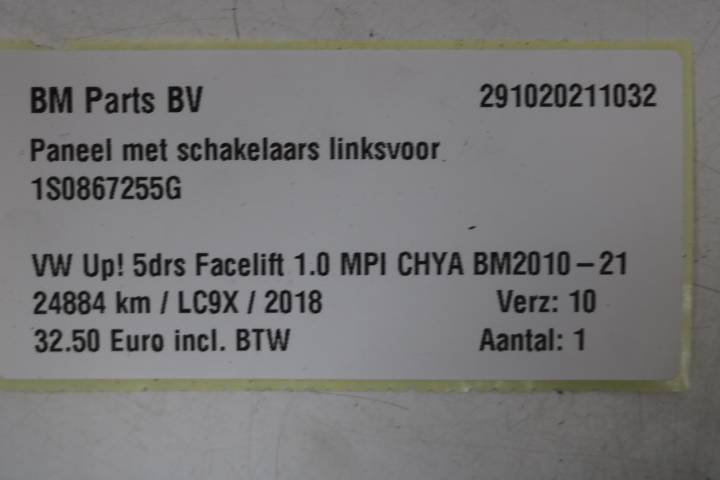 BM Parts BV 291020211032
Paneel met schakelaars linksvoor
1S0867255G
VW Up! 5drs Facelift 1.0 MPI CHYA BM2010-21
24884 km / LC9X / 2018 Verz: 10
32.50 Euro incl. BTW Aantal: 1